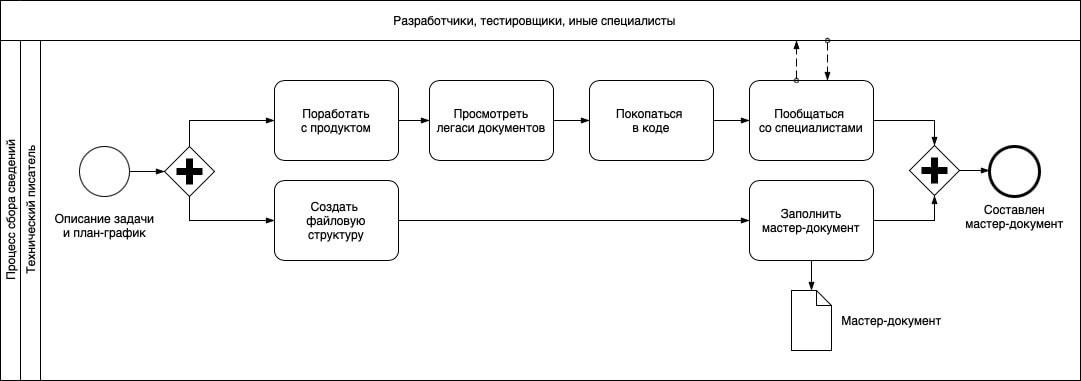 Разработчики, тестировщики, иные специалисты
Процесс сбора сведений
Технический писатель
Поработать
с продуктом
Просмотреть
легаси документов
Покопаться
в коде
Пообщаться
со специалистами
Описание задачи
и план-график
Создать
файловую
структуру
Заполнить
мастер-документ
Составлен
мастер-документ
Мастер-документ